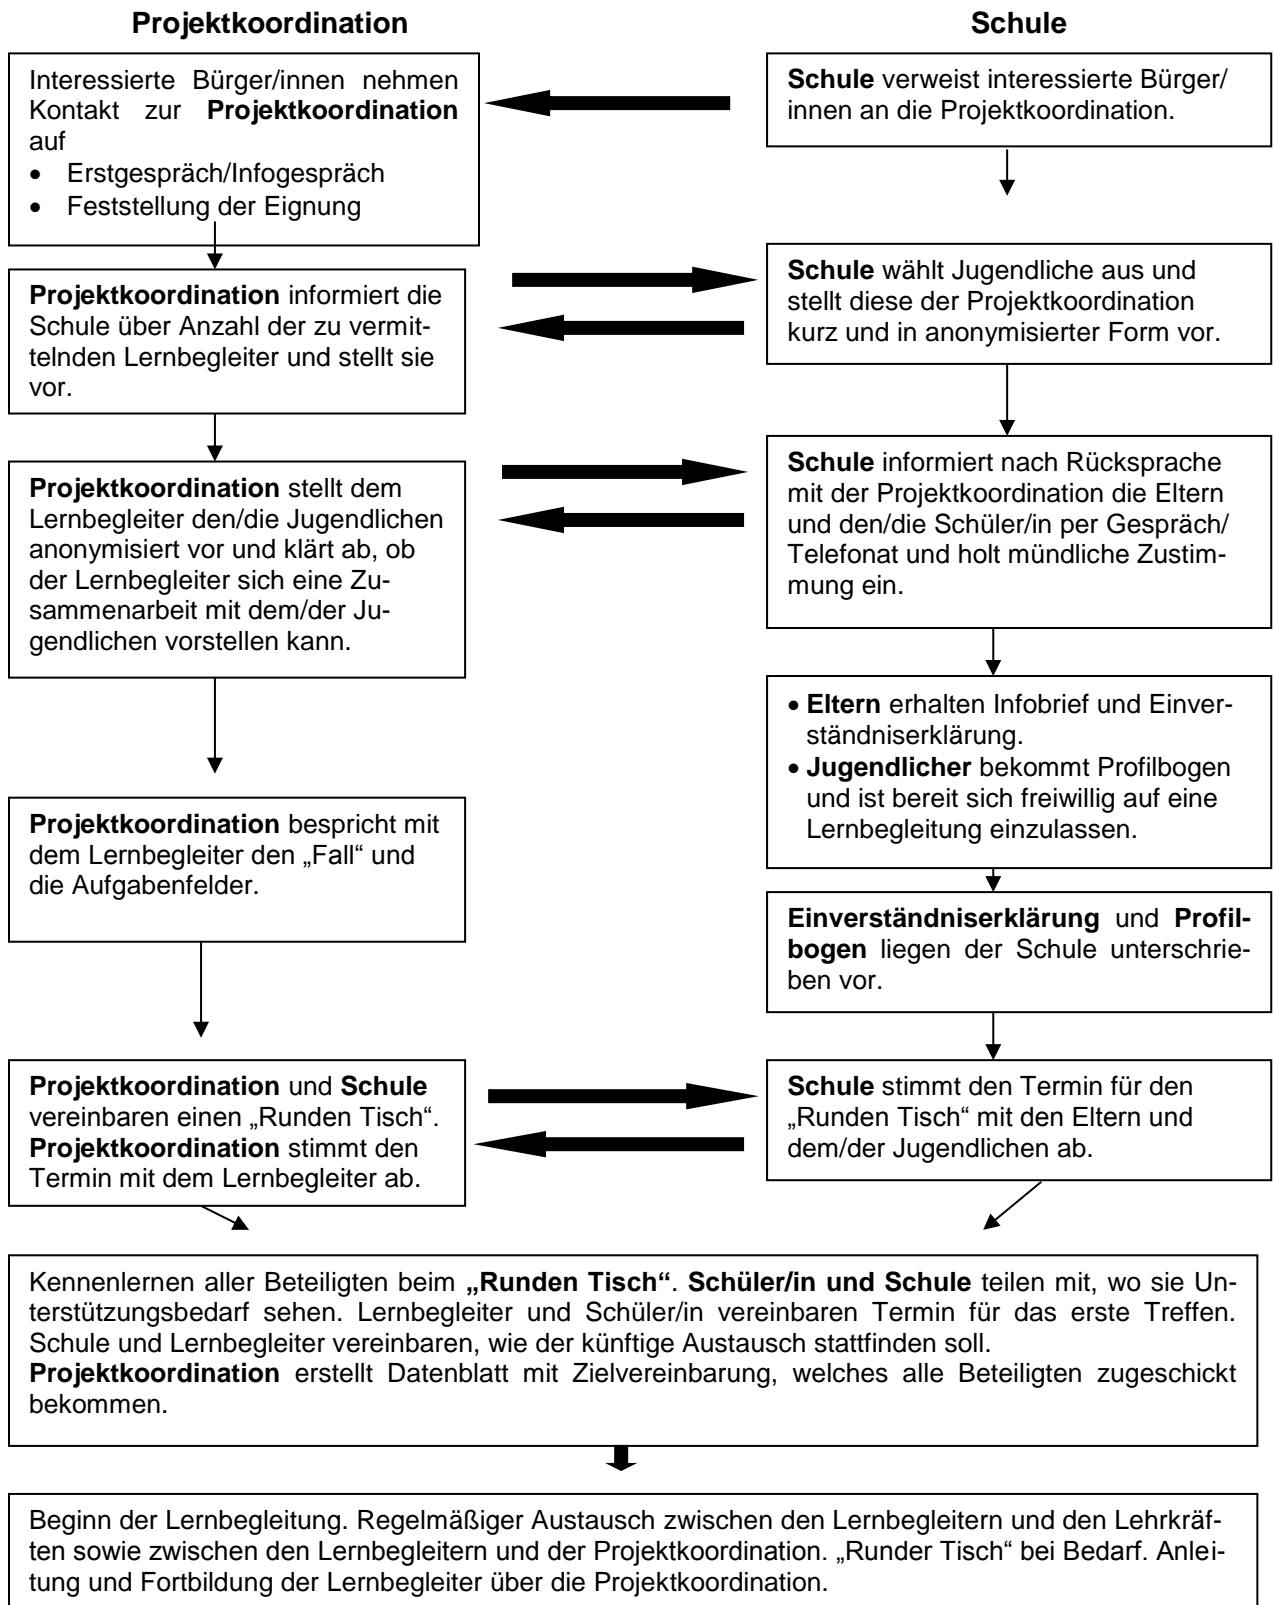 Projektkoordination
Schule
Interessierte Bürger/innen nehmen
Kontakt zur Projektkoordination
auf
• Erstgespräch/Infogespräch
• Feststellung der Eignung
Schule verweist interessierte Bürger/
innen an die Projektkoordination.
Projektkoordination informiert die
Schule über Anzahl der zu vermit-
telnden Lernbegleiter und stellt sie
vor.
Schule wählt Jugendliche aus und
stellt diese der Projektkoordination
kurz und in anonymisierter Form vor.
Projektkoordination stellt dem
Lernbegleiter den/die Jugendlichen
anonymisiert vor und klärt ab, ob
der Lernbegleiter sich eine Zu-
sammenarbeit mit dem/der Ju-
gendlichen vorstellen kann.
Schule informiert nach Rücksprache
mit der Projektkoordination die Eltern
und den/die Schüler/in per Gespräch/
Telefonat und holt mündliche Zustim-
mung ein.
• Eltern erhalten Infobrief und Einver-
ständniserklärung.
• Jugendlicher bekommt Profilbogen
und ist bereit sich freiwillig auf eine
Lernbegleitung einzulassen.
Projektkoordination bespricht mit
dem Lernbegleiter den „Fall“ und
die Aufgabenfelder.
Einverständniserklärung und Profil-
bogen liegen der Schule unterschrie-
ben vor.
Projektkoordination und Schule
vereinbaren einen „Runden Tisch“.
Projektkoordination stimmt den
Termin mit dem Lernbegleiter ab.
Schule stimmt den Termin für den
„Runden Tisch“ mit den Eltern und
dem/der Jugendlichen ab.
Kennenlernen aller Beteiligten beim „Runden Tisch“. Schüler/in und Schule teilen mit, wo sie Un-
terstützungsbedarf sehen. Lernbegleiter und Schüler/in vereinbaren Termin für das erste Treffen.
Schule und Lernbegleiter vereinbaren, wie der künftige Austausch stattfinden soll.
Projektkoordination erstellt Datenblatt mit Zielvereinbarung, welches alle Beteiligten zugeschickt
bekommen.
Beginn der Lernbegleitung. Regelmäßiger Austausch zwischen den Lernbegleitern und den Lehrkräf-
ten sowie zwischen den Lernbegleitern und der Projektkoordination. „Runder Tisch“ bei Bedarf. Anlei-
tung und Fortbildung der Lernbegleiter über die Projektkoordination.